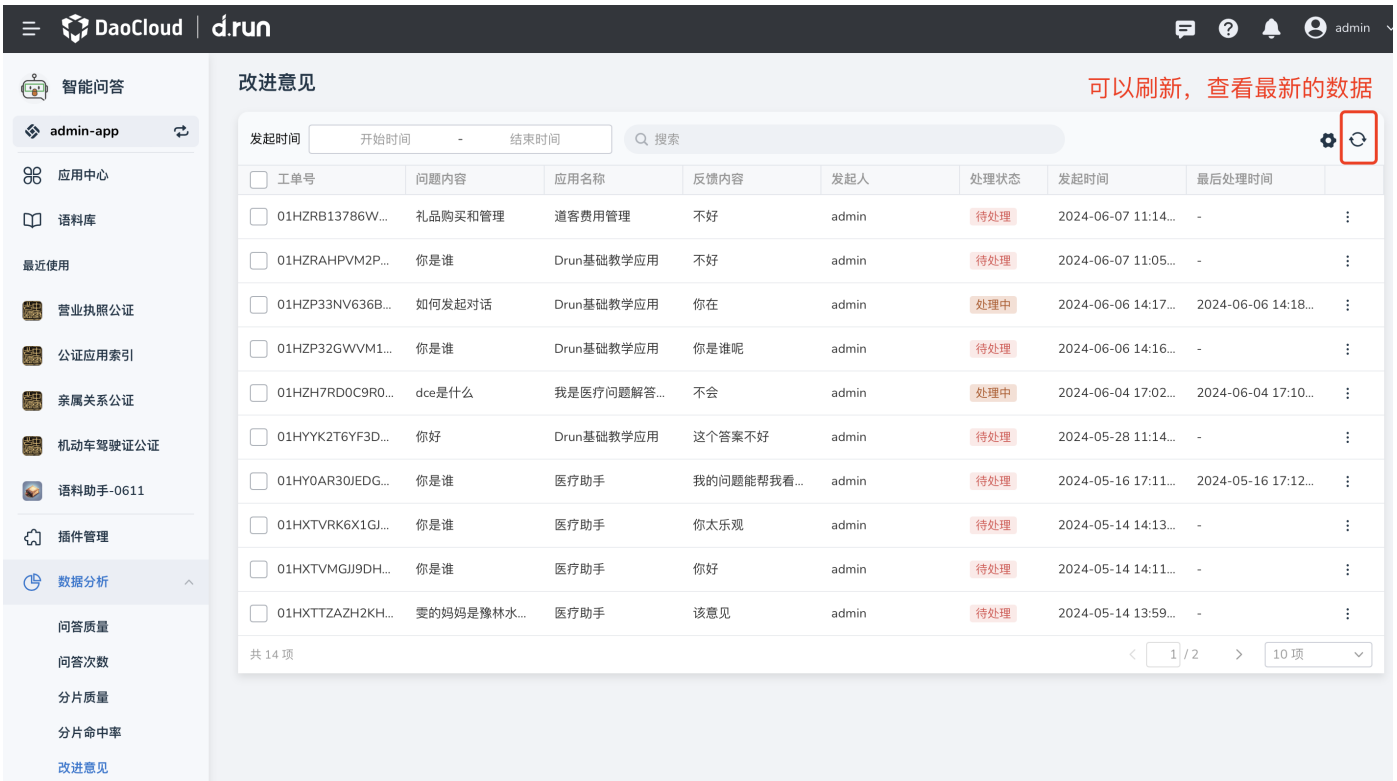 DaoCloud | d.run
admin
智能问答
admin-app
应用中心
语料库
最近使用
营业执照公证
公证应用索引
亲属关系公证
机动车驾驶证公证
语料助手-0611
插件管理
数据分析
问答质量
问答次数
分片质量
分片命中率
改进意见
改进意见
可以刷新，查看最新的数据
发起时间 开始时间 - 结束时间 搜索
工单号 问题内容 应用名称 反馈内容 发起人 处理状态 发起时间 最后处理时间
01HZRB13786W... 礼品购买和管理 道客费用管理 不好 admin 待处理 2024-06-07 11:14... -
01HZRAHPVM2P... 你是谁 Drun基础教学应用 不好 admin 待处理 2024-06-07 11:05... -
01HZP33NV636B... 如何发起对话 Drun基础教学应用 你在 admin 处理中 2024-06-06 14:17... 2024-06-06 14:18...
01HZP32GWVM1... 你是谁 Drun基础教学应用 你是谁呢 admin 待处理 2024-06-06 14:16... -
01HZH7RD0C9R0... dce是什么 我是医疗问题解答... 不会 admin 处理中 2024-06-04 17:02... 2024-06-04 17:10...
01HYYK2T6YF3D... 你好 Drun基础教学应用 这个答案不好 admin 待处理 2024-05-28 11:14... -
01HY0AR30JEDG... 你是谁 医疗助手 我的问题能帮我看... admin 待处理 2024-05-16 17:11... 2024-05-16 17:12...
01HXTVRK6X1GJ... 你是谁 医疗助手 你太乐观 admin 待处理 2024-05-14 14:13... -
01HXTVMGJJ9DH... 你是谁 医疗助手 你好 admin 待处理 2024-05-14 14:11... -
01HXTTZAZH2KH... 雯的妈妈是豫林水... 医疗助手 该意见 admin 待处理 2024-05-14 13:59... -
共 14 项 1 / 2 10 项